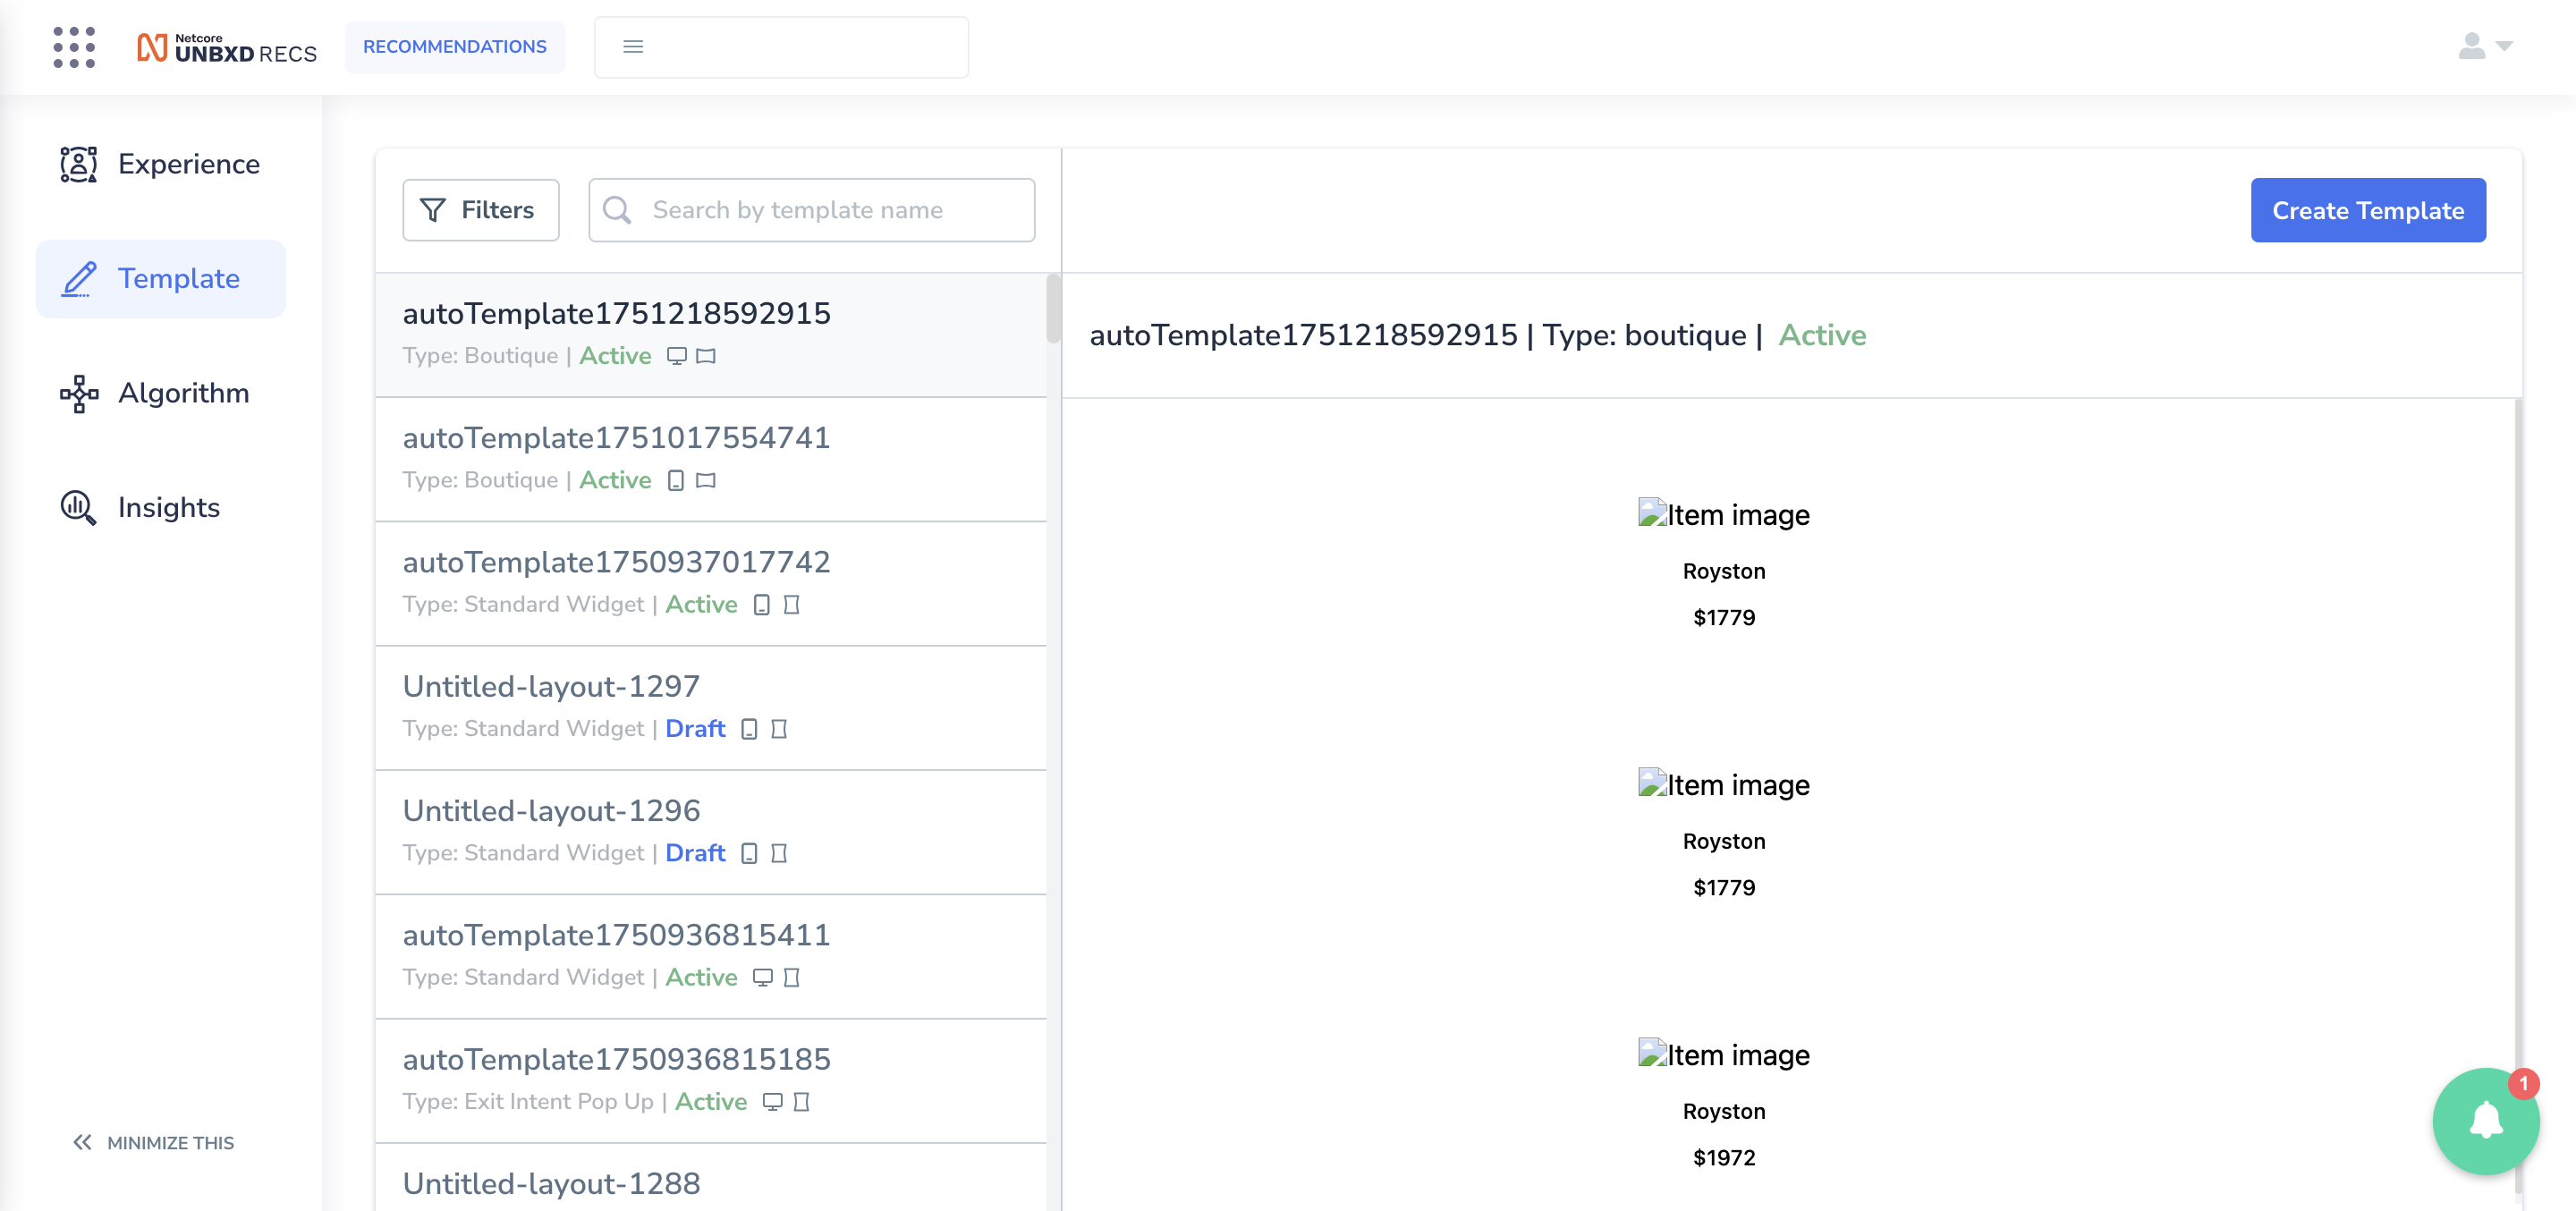 Netcore
UNBXD RECS
RECOMMENDATIONS
Experience
Template
Algorithm
Insights
MINIMIZE THIS
Filters
Search by template name
Create Template
autoTemplate1751218592915
Type: Boutique | Active
autoTemplate1751017554741
Type: Boutique | Active
autoTemplate1750937017742
Type: Standard Widget | Active
Untitled-layout-1297
Type: Standard Widget | Draft
Untitled-layout-1296
Type: Standard Widget | Draft
autoTemplate1750936815411
Type: Standard Widget | Active
autoTemplate1750936815185
Type: Exit Intent Pop Up | Active
Untitled-layout-1288
autoTemplate1751218592915 | Type: boutique | Active
Item image
Royston
$1779
Item image
Royston
$1779
Item image
Royston
$1972
1